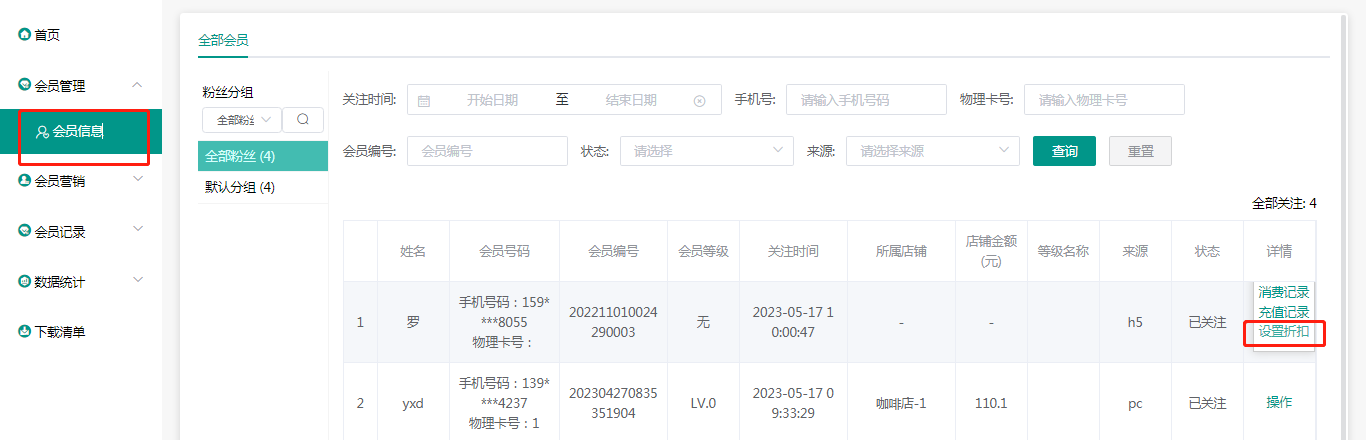 首页
会员管理
会员信息
会员营销
会员记录
数据统计
下载清单
全部会员
粉丝分组
全部粉丝
全部粉丝 (4)
默认分组 (4)
关注时间: 开始日期 至 结束日期 手机号: 请输入手机号码 物理卡号: 请输入物理卡号
会员编号: 会员编号 状态: 请选择 来源: 请选择来源 查询 重置
全部关注: 4
姓名 会员号码 会员编号 会员等级 关注时间 所属店铺 店铺金额
(元) 等级名称 来源 状态 详情
1 罗 手机号码：159*
***8055
物理卡号： 202211010024
290003 无 2023-05-17 1
0:00:47 - - h5 已关注 消费记录
充值记录
设置折扣
2 yxd 手机号码：139*
***4237
物理卡号：1 202304270835
351904 LV.0 2023-05-17 0
9:33:29 咖啡店-1 110.1 pc 已关注 操作